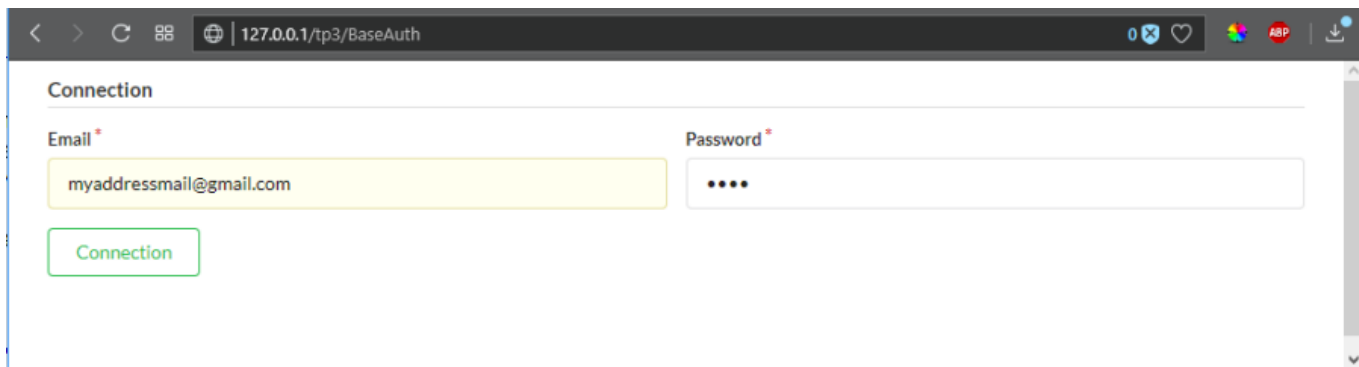 127.0.0.1/tp3/BaseAuth
0
ABP
Connection
Email *
Password *
myaddressmail@gmail.com
••••
Connection